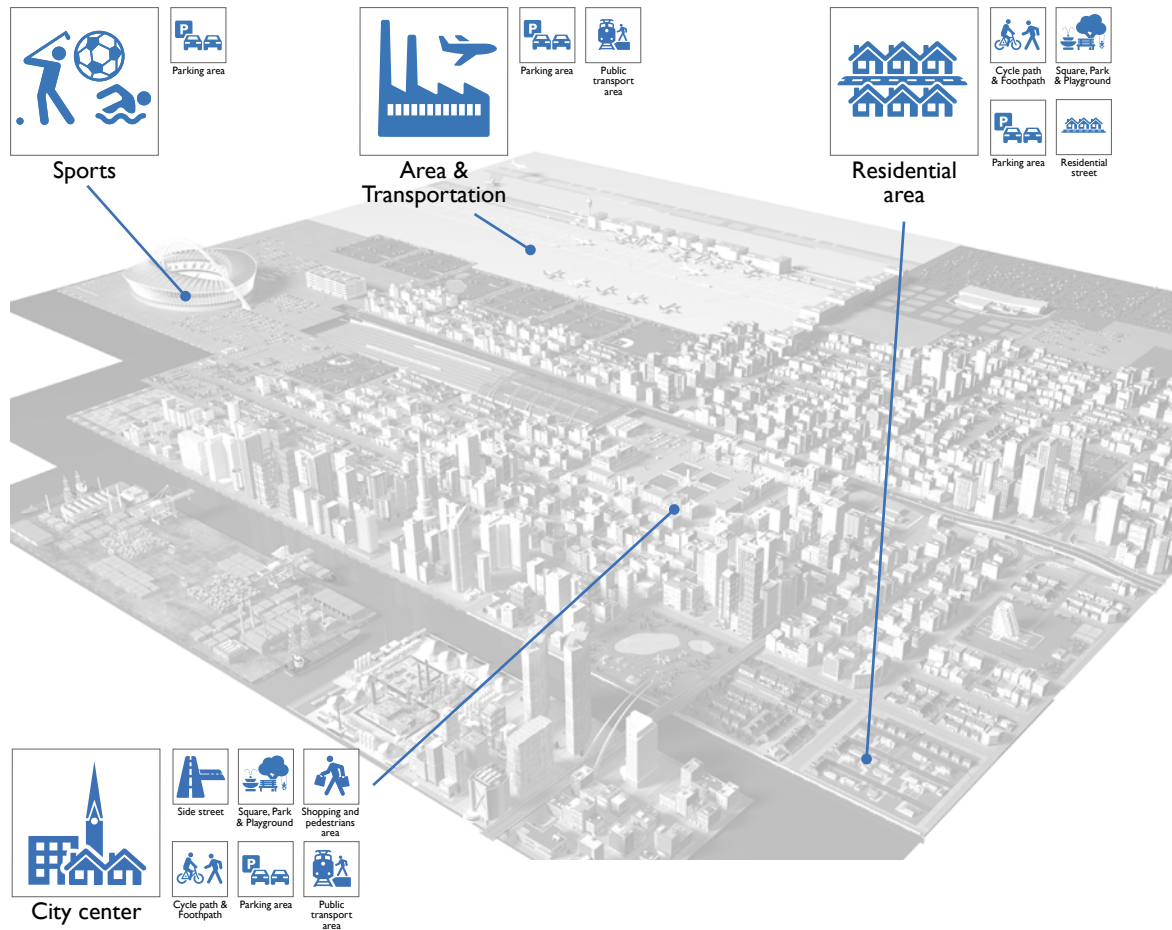 P
Parking area
Sports
P
Parking area
Public
transport
area
Area &
Transportation
Cycle path
& Footpath
Square, Park
& Playground
P
Parking area
Residential
street
Residential
area
Side street
Square, Park
& Playground
Shopping and
pedestrians
area
Cycle path &
Footpath
P
Parking area
Public
transport
area
City center